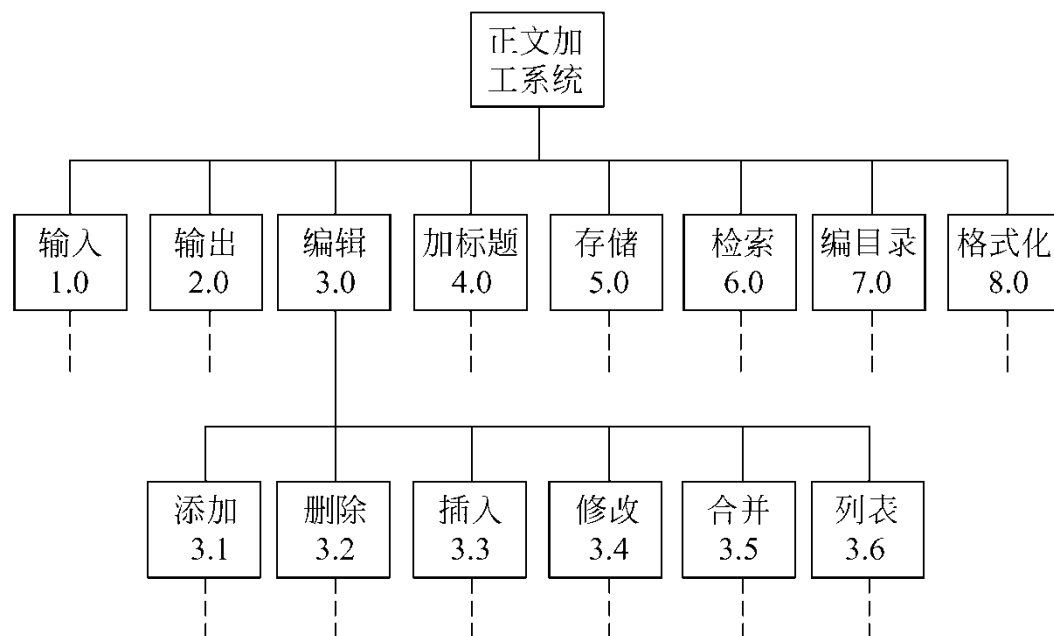 正文加
工系统
输入
1.0
输出
2.0
编辑
3.0
加标题
4.0
存储
5.0
检索
6.0
编目录
7.0
格式化
8.0
添加
3.1
删除
3.2
插入
3.3
修改
3.4
合并
3.5
列表
3.6